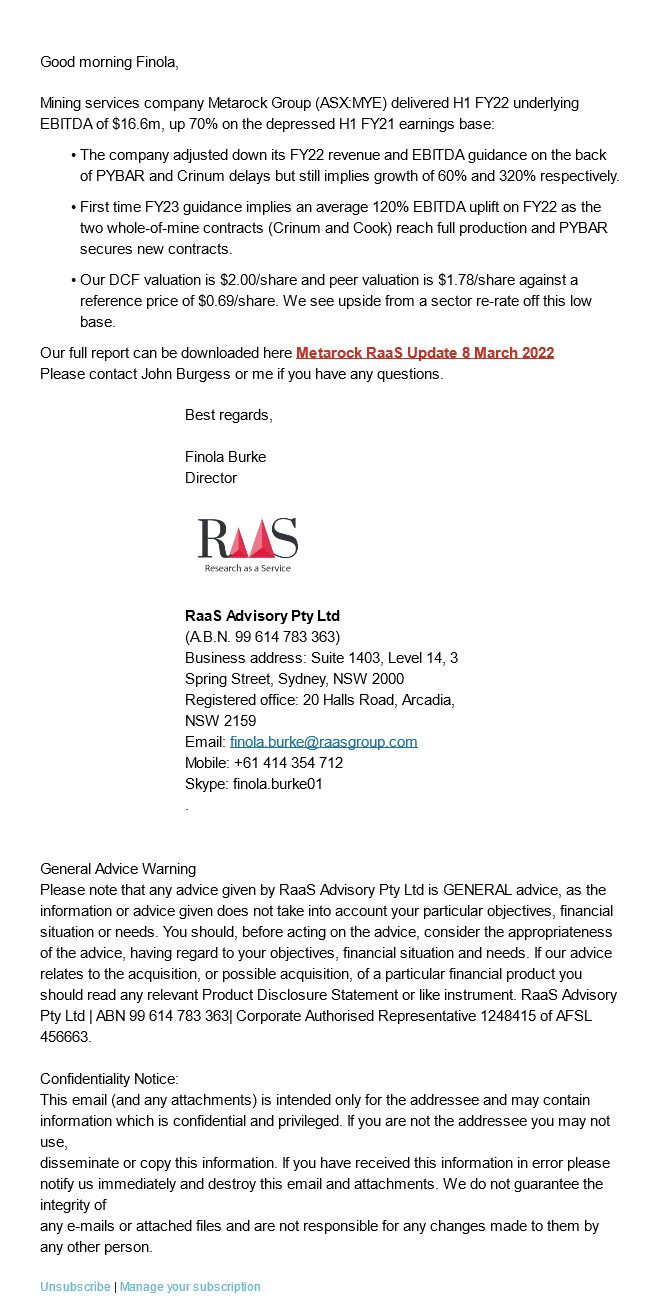 Good morning Finola,
Mining services company Metarock Group (ASX:MYE) delivered H1 FY22 underlying
EBITDA of $16.6m, up 70% on the depressed H1 FY21 earnings base:
• The company adjusted down its FY22 revenue and EBITDA guidance on the back
of PYBAR and Crinum delays but still implies growth of 60% and 320% respectively.
• First time FY23 guidance implies an average 120% EBITDA uplift on FY22 as the
two whole-of-mine contracts (Crinum and Cook) reach full production and PYBAR
secures new contracts.
• Our DCF valuation is $2.00/share and peer valuation is $1.78/share against a
reference price of $0.69/share. We see upside from a sector re-rate off this low
base.
Our full report can be downloaded here Metarock RaaS Update 8 March 2022
Please contact John Burgess or me if you have any questions.
Best regards,
Finola Burke
Director
RAAS
Research as a Service
RaaS Advisory Pty Ltd
(A.B.N. 99 614 783 363)
Business address: Suite 1403, Level 14, 3
Spring Street, Sydney, NSW 2000
Registered office: 20 Halls Road, Arcadia,
NSW 2159
Email: finola.burke@raasgroup.com
Mobile: +61 414 354 712
Skype: finola.burke01
.
General Advice Warning
Please note that any advice given by RaaS Advisory Pty Ltd is GENERAL advice, as the
information or advice given does not take into account your particular objectives, financial
situation or needs. You should, before acting on the advice, consider the appropriateness
of the advice, having regard to your objectives, financial situation and needs. If our advice
relates to the acquisition, or possible acquisition, of a particular financial product you
should read any relevant Product Disclosure Statement or like instrument. RaaS Advisory
Pty Ltd | ABN 99 614 783 363| Corporate Authorised Representative 1248415 of AFSL
456663.
Confidentiality Notice:
This email (and any attachments) is intended only for the addressee and may contain
information which is confidential and privileged. If you are not the addressee you may not
use,
disseminate or copy this information. If you have received this information in error please
notify us immediately and destroy this email and attachments. We do not guarantee the
integrity of
any e-mails or attached files and are not responsible for any changes made to them by
any other person.
Unsubscribe | Manage your subscription